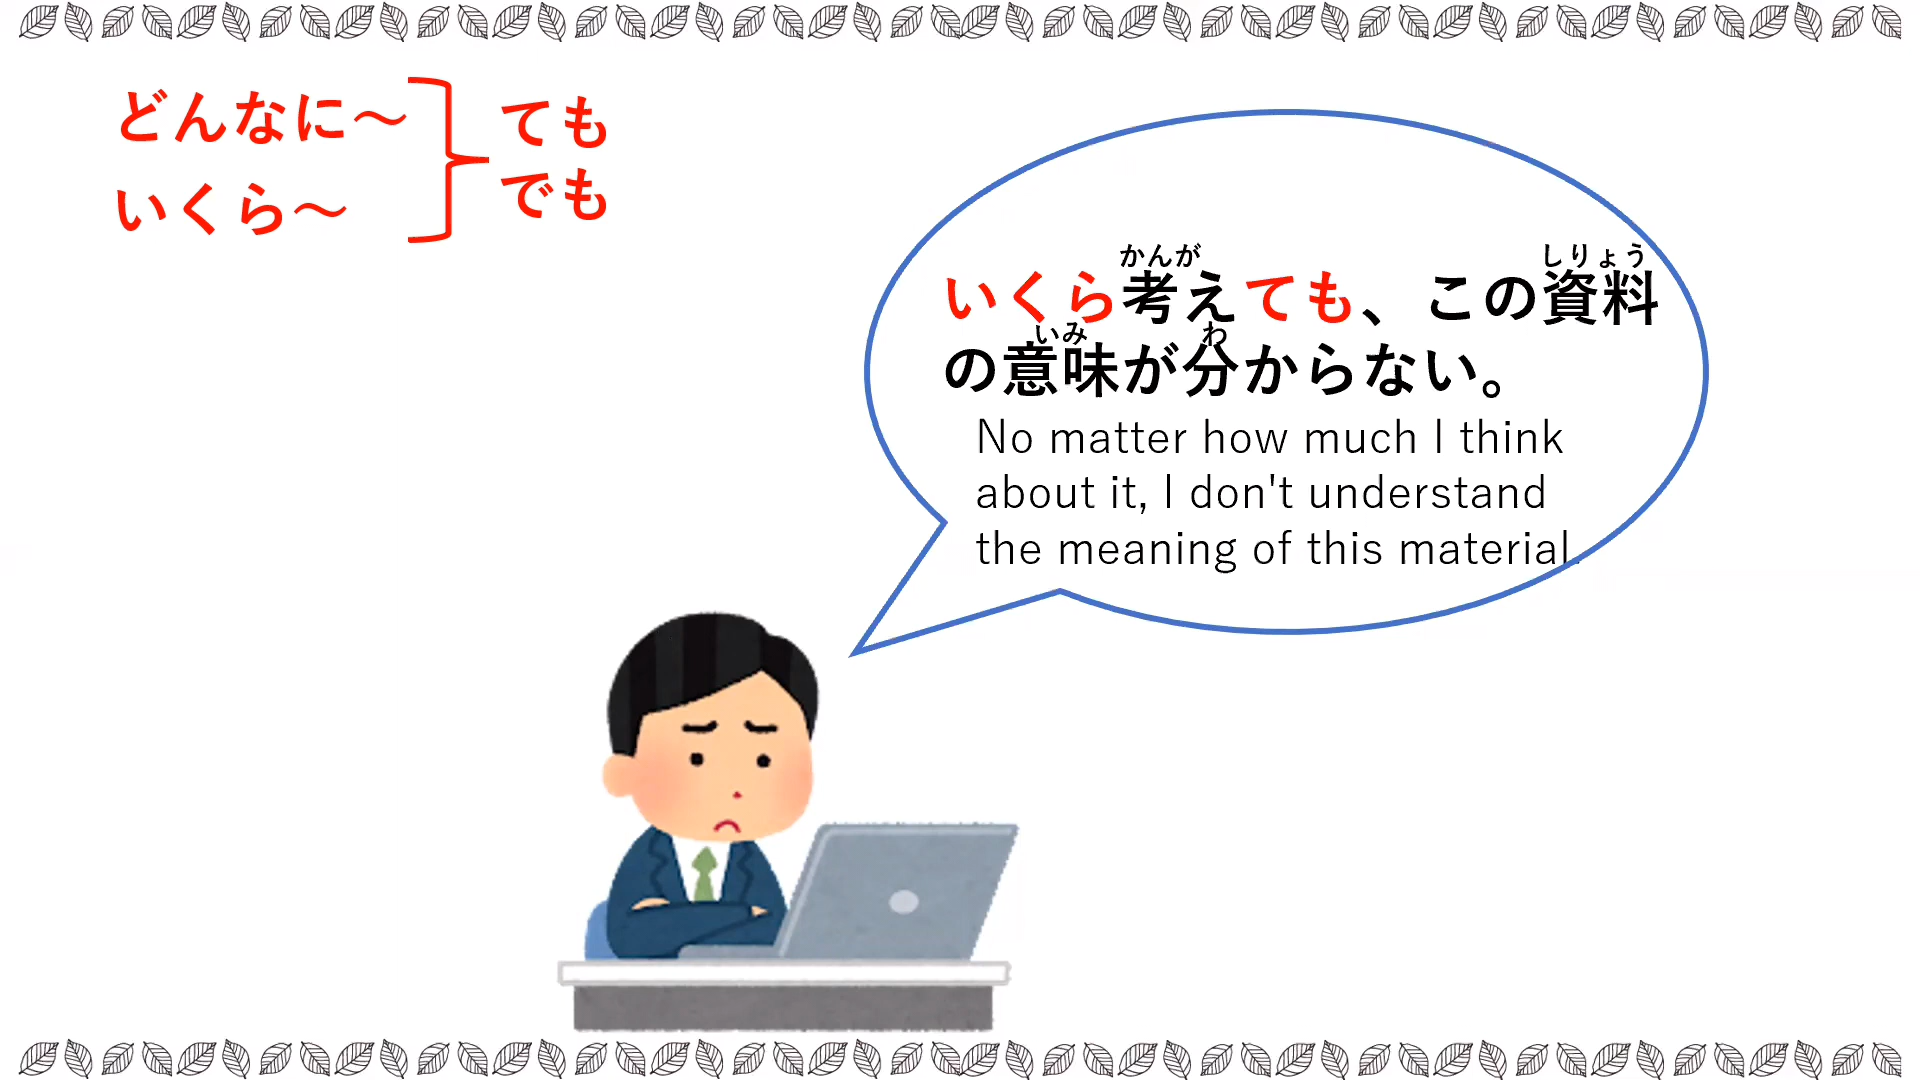 どんなに～
いくら～
ても
でも
かんが
しりょう
いくら考えても、この資料
いみ
わ
の意味が分からない。
No matter how much I think
about it, I don't understand
the meaning of this material.